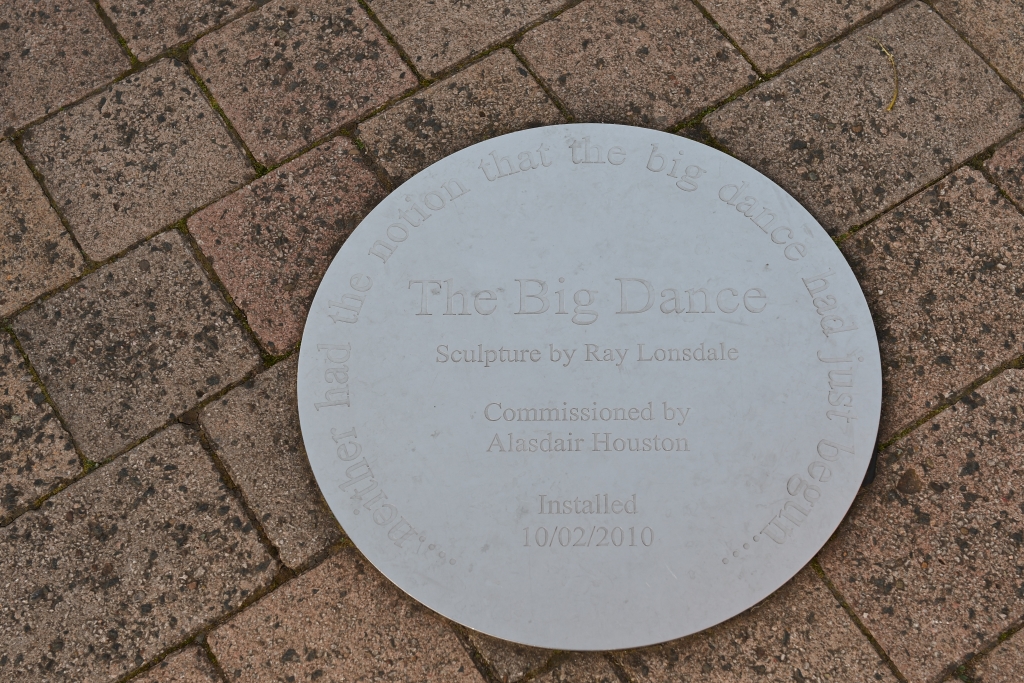 ....neither had the notion that the big dance had just begun....
The Big Dance
Sculpture by Ray Lonsdale
Commissioned by
Alasdair Houston
Installed
10/02/2010